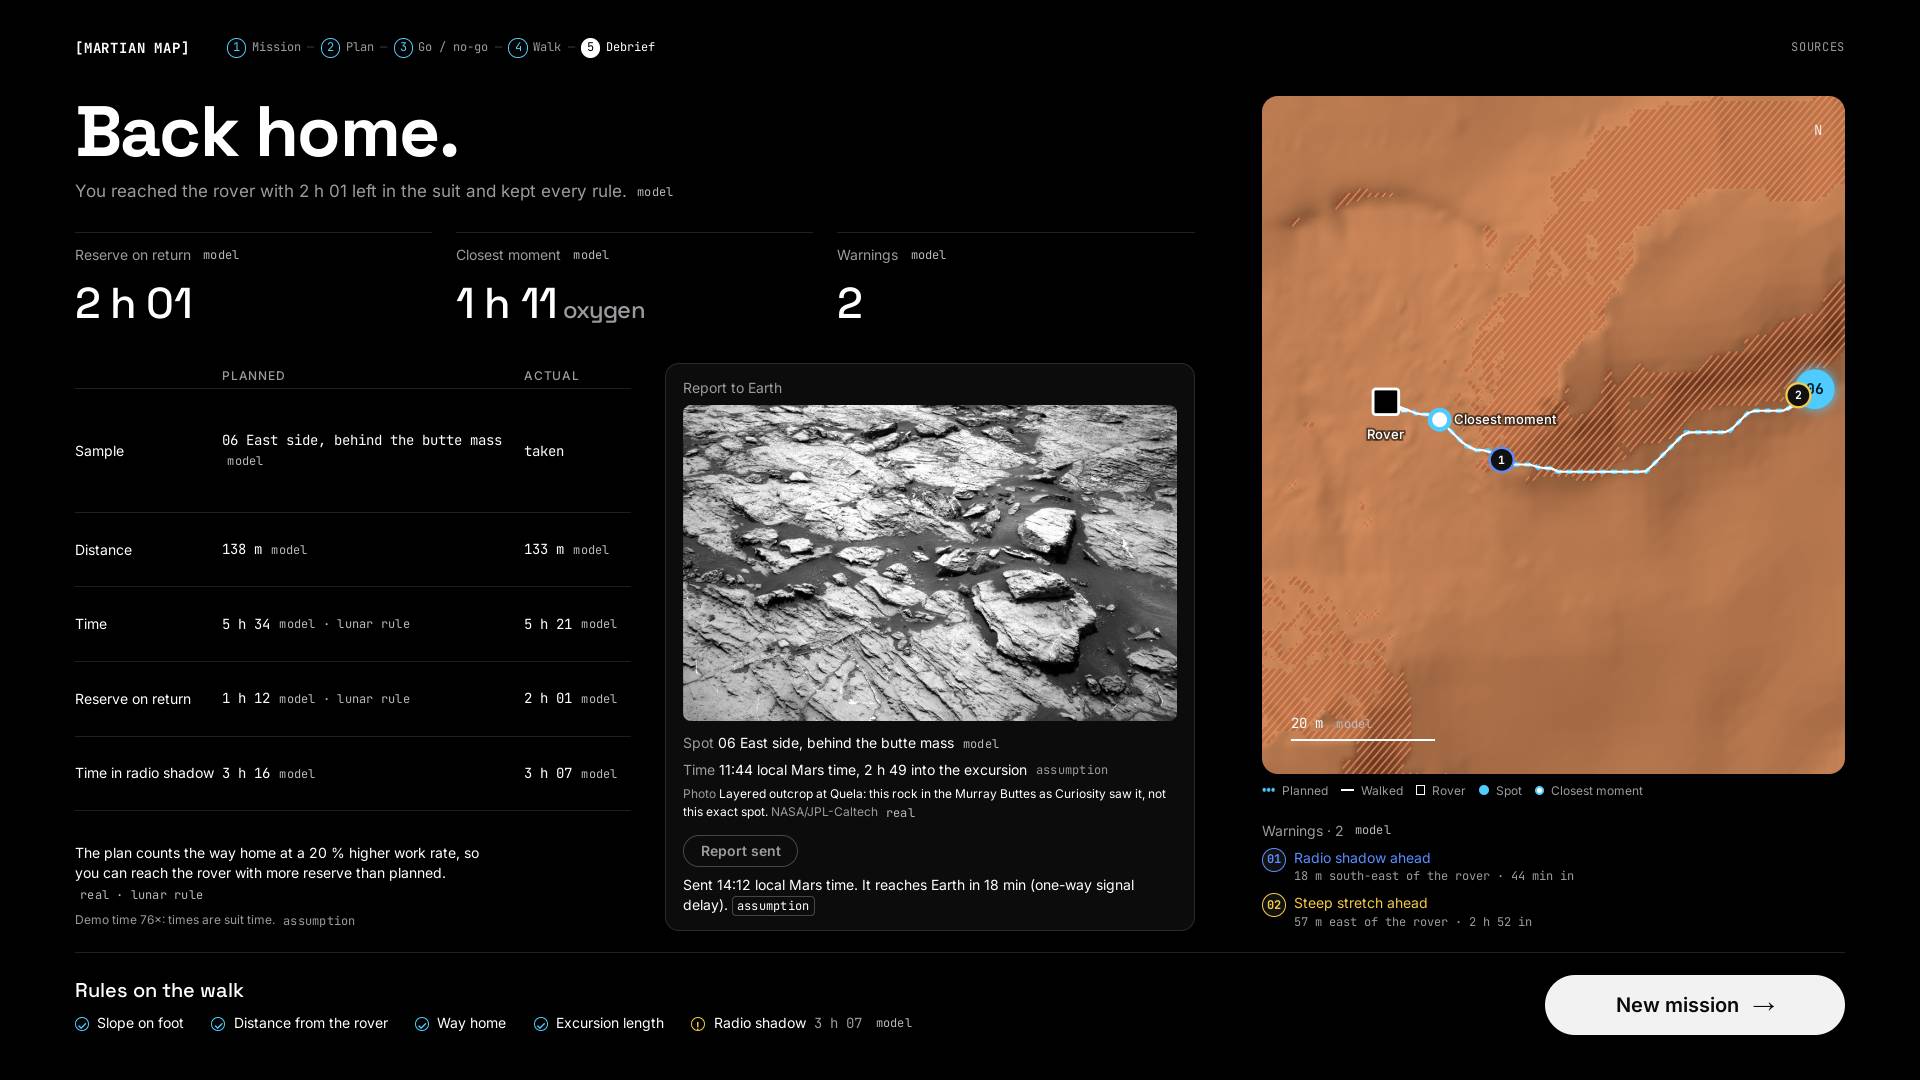 [MARTIAN MAP] 1 Mission — 2 Plan — 3 Go / no-go — 4 Walk — 5 Debrief
SOURCES
Back home.
You reached the rover with 2 h 01 left in the suit and kept every rule. model
Reserve on return model
2 h 01
Closest moment model
1 h 11 oxygen
Warnings model
2
PLANNED ACTUAL
Sample 06 East side, behind the butte mass model taken
Distance 138 m model 133 m model
Time 5 h 34 model · lunar rule 5 h 21 model
Reserve on return 1 h 12 model · lunar rule 2 h 01 model
Time in radio shadow 3 h 16 model 3 h 07 model
The plan counts the way home at a 20 % higher work rate, so
you can reach the rover with more reserve than planned.
real · lunar rule
Demo time 76×: times are suit time. assumption
Report to Earth
Spot 06 East side, behind the butte mass model
Time 11:44 local Mars time, 2 h 49 into the excursion assumption
Photo Layered outcrop at Quela: this rock in the Murray Buttes as Curiosity saw it, not
this exact spot. NASA/JPL-Caltech real
Report sent
Sent 14:12 local Mars time. It reaches Earth in 18 min (one-way signal
delay). assumption
N
06
2
Closest moment
Rover
1
20 m model
Planned Walked Rover Spot Closest moment
Warnings · 2 model
01 Radio shadow ahead
18 m south-east of the rover · 44 min in
02 Steep stretch ahead
57 m east of the rover · 2 h 52 in
Rules on the walk
Slope on foot Distance from the rover Way home Excursion length Radio shadow 3 h 07 model
New mission →